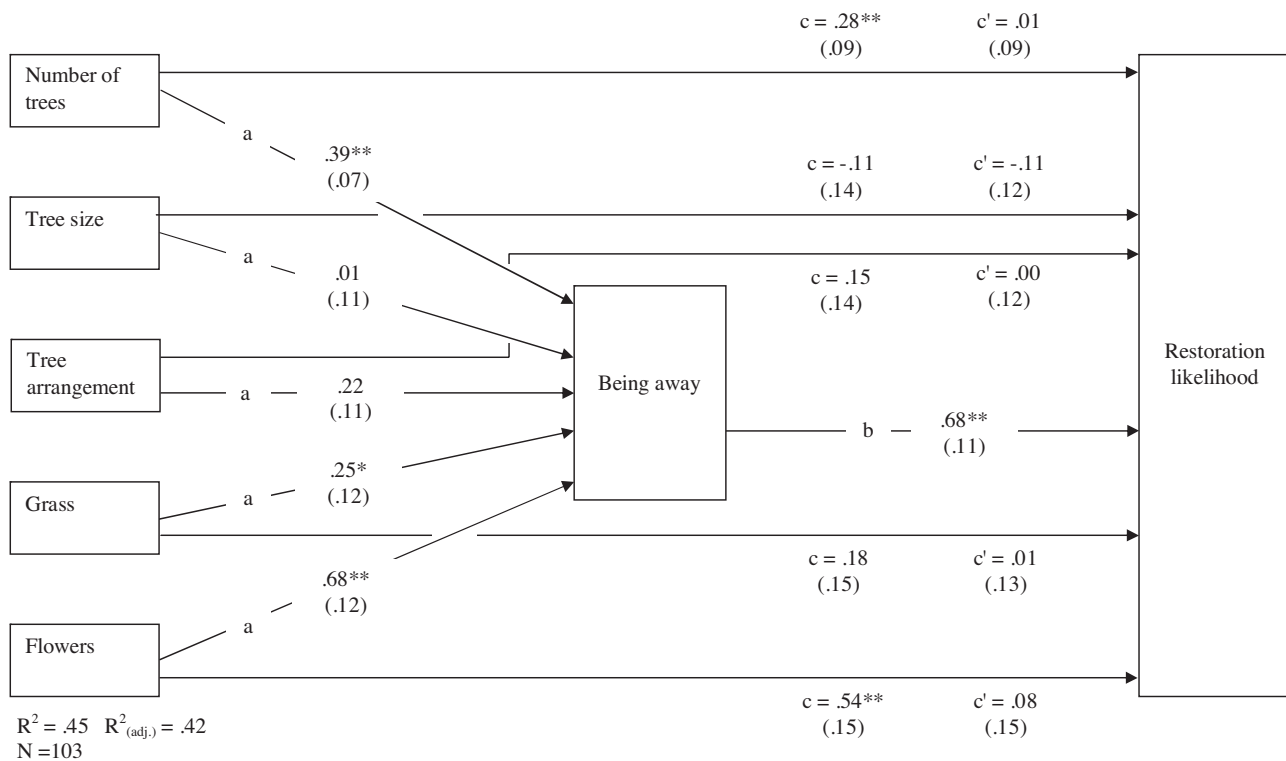 c = .28** c' = .01
(.09) (.09)
Number of
trees
a
.39**
(.07)
c = -.11 c' = -.11
(.14) (.12)
Tree size
a
.01
(.11)
c = .15 c' = .00
(.14) (.12)
Tree
arrangement
a
.22
(.11)
Being away
Restoration
likelihood
b
.68**
(.11)
.25*
(.12)
a
Grass
c = .18 c' = .01
(.15) (.13)
.68**
(.12)
a
Flowers
c = .54** c' = .08
(.15) (.15)
R² = .45 R²(adj.) = .42
N =103